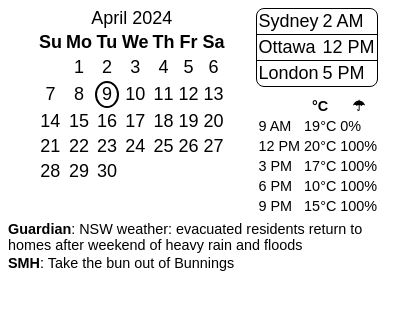 April 2024
Su Mo Tu We Th Fr Sa
1 2 3 4 5 6
7 8 9 10 11 12 13
14 15 16 17 18 19 20
21 22 23 24 25 26 27
28 29 30
Sydney 2 AM
Ottawa 12 PM
London 5 PM
°C ☂
9 AM 19°C 0%
12 PM 20°C 100%
3 PM 17°C 100%
6 PM 10°C 100%
9 PM 15°C 100%
Guardian: NSW weather: evacuated residents return to
homes after weekend of heavy rain and floods
SMH: Take the bun out of Bunnings